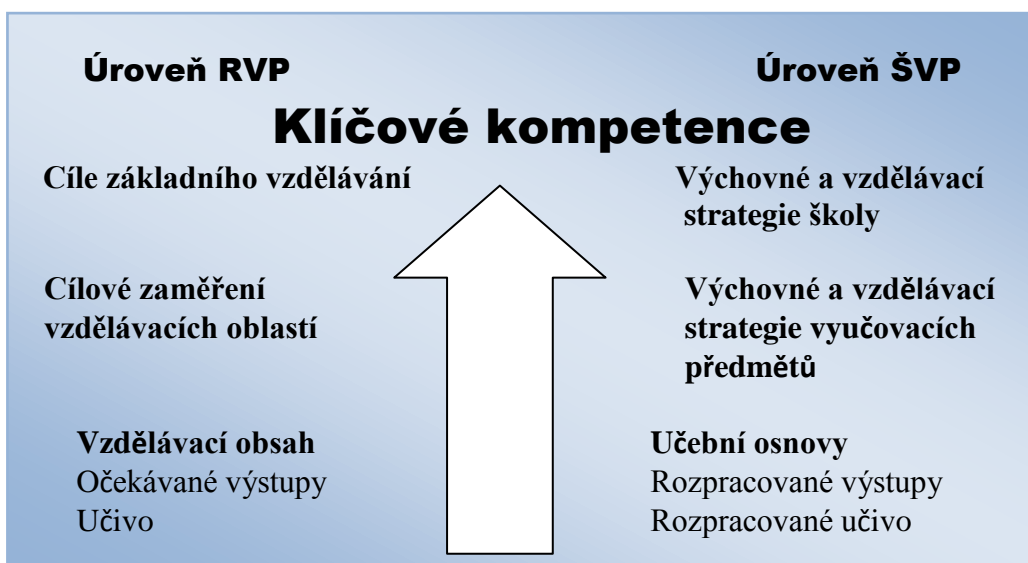 Úroveň RVP
Úroveň ŠVP
Klíčové kompetence
Cíle základního vzdělávání
Výchovné a vzdělávací
strategie školy
Cílové zaměření
vzdělávacích oblastí
Výchovné a vzdělávací
strategie vyučovacích
předmětů
Vzdělávací obsah
Očekávané výstupy
Učivo
Učební osnovy
Rozpracované výstupy
Rozpracované učivo